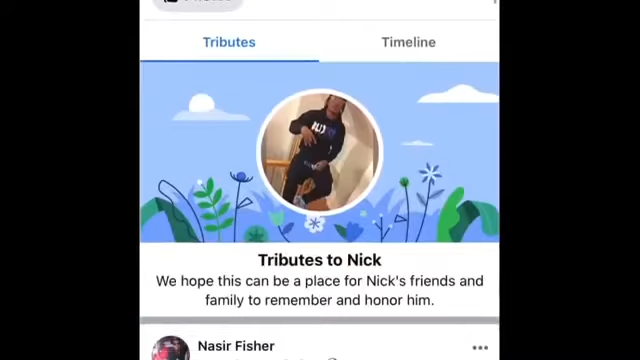 Tributes
Timeline
Tributes to Nick
We hope this can be a place for Nick's friends and
family to remember and honor him.
Nasir Fisher